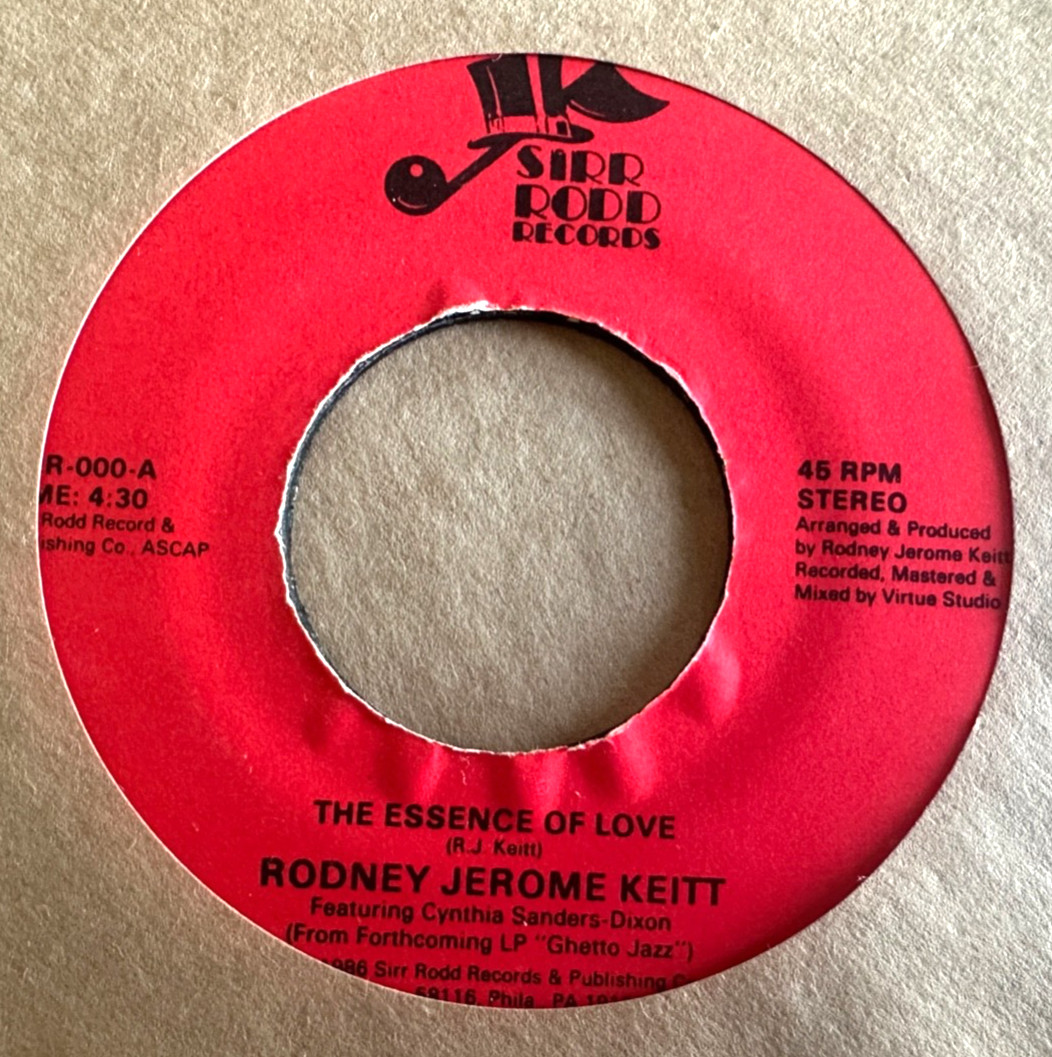 SIRR
RODD
RECORDS
R-000-A
ME: 4:30
Rodd Record &
ishing Co., ASCAP
45 RPM
STEREO
Arranged & Produced
by Rodney Jerome Keitt
Recorded, Mastered &
Mixed by Virtue Studio
THE ESSENCE OF LOVE
(R.J. Keitt)
RODNEY JEROME KEITT
Featuring Cynthia Sanders-Dixon
(From Forthcoming LP "Ghetto Jazz")
1986 Sirr Rodd Records & Publishing
59116, Phila., PA